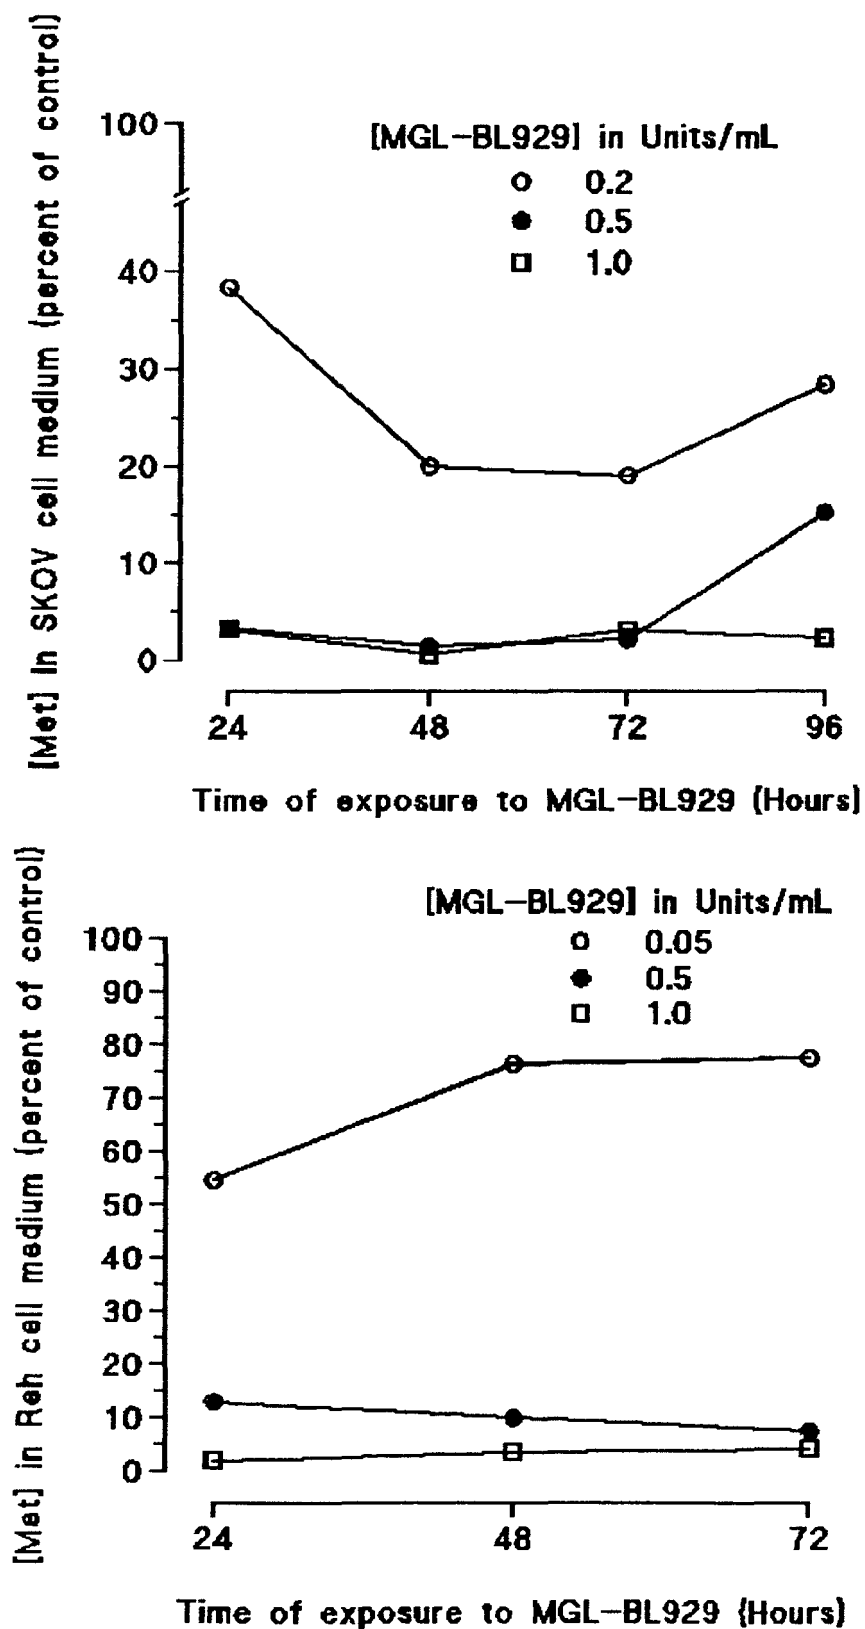 [Met] in SKOV cell medium (percent of control)
[MGL-BL929] in Units/mL
0.2
0.5
1.0
100
40
30
20
10
0
24 48 72 96
Time of exposure to MGL-BL929 (Hours)
[Met] in Reh cell medium (percent of control)
[MGL-BL929] in Units/mL
0.05
0.5
1.0
100
90
80
70
60
50
40
30
20
10
0
24 48 72
Time of exposure to MGL-BL929 (Hours)